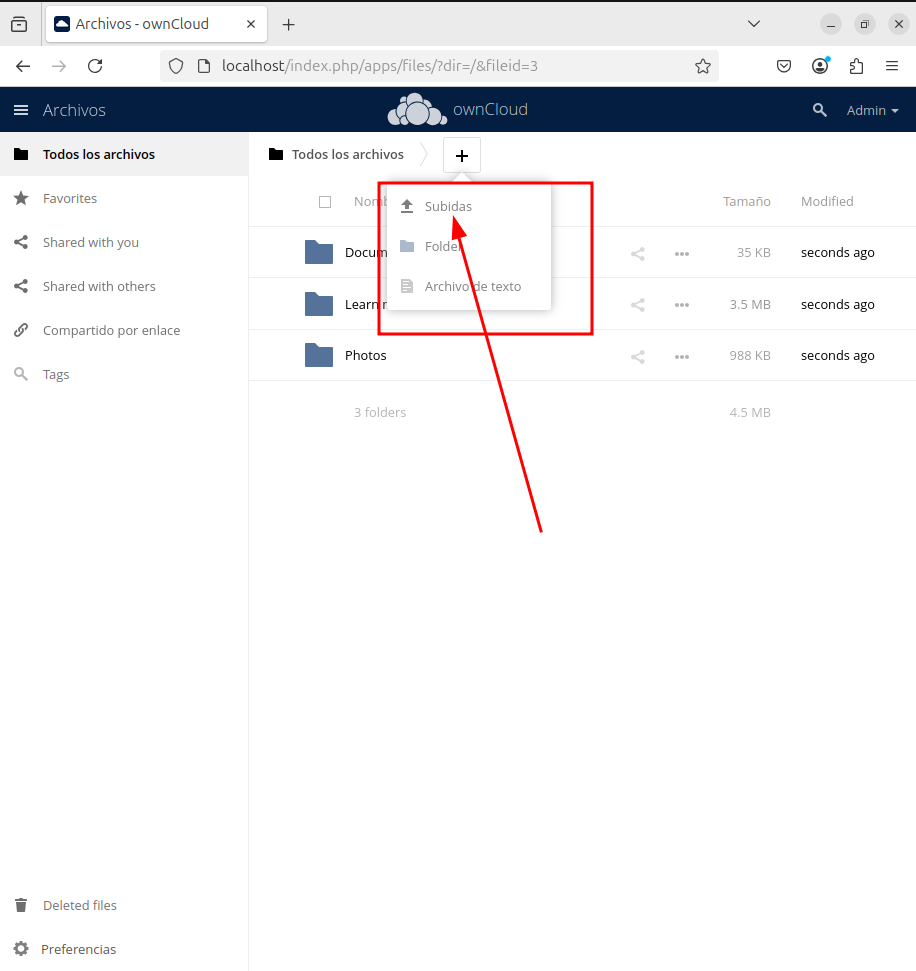 Archivos - ownCloud
localhost/index.php/apps/files/?dir=/&fileid=3
Archivos
ownCloud
Admin
Todos los archivos
Favorites
Shared with you
Shared with others
Compartido por enlace
Tags
Deleted files
Preferencias
Todos los archivos
+
Subidas
Folder
Archivo de texto
Nomb Tamaño Modified
Docum 35 KB seconds ago
Learnin 3.5 MB seconds ago
Photos 988 KB seconds ago
3 folders 4.5 MB